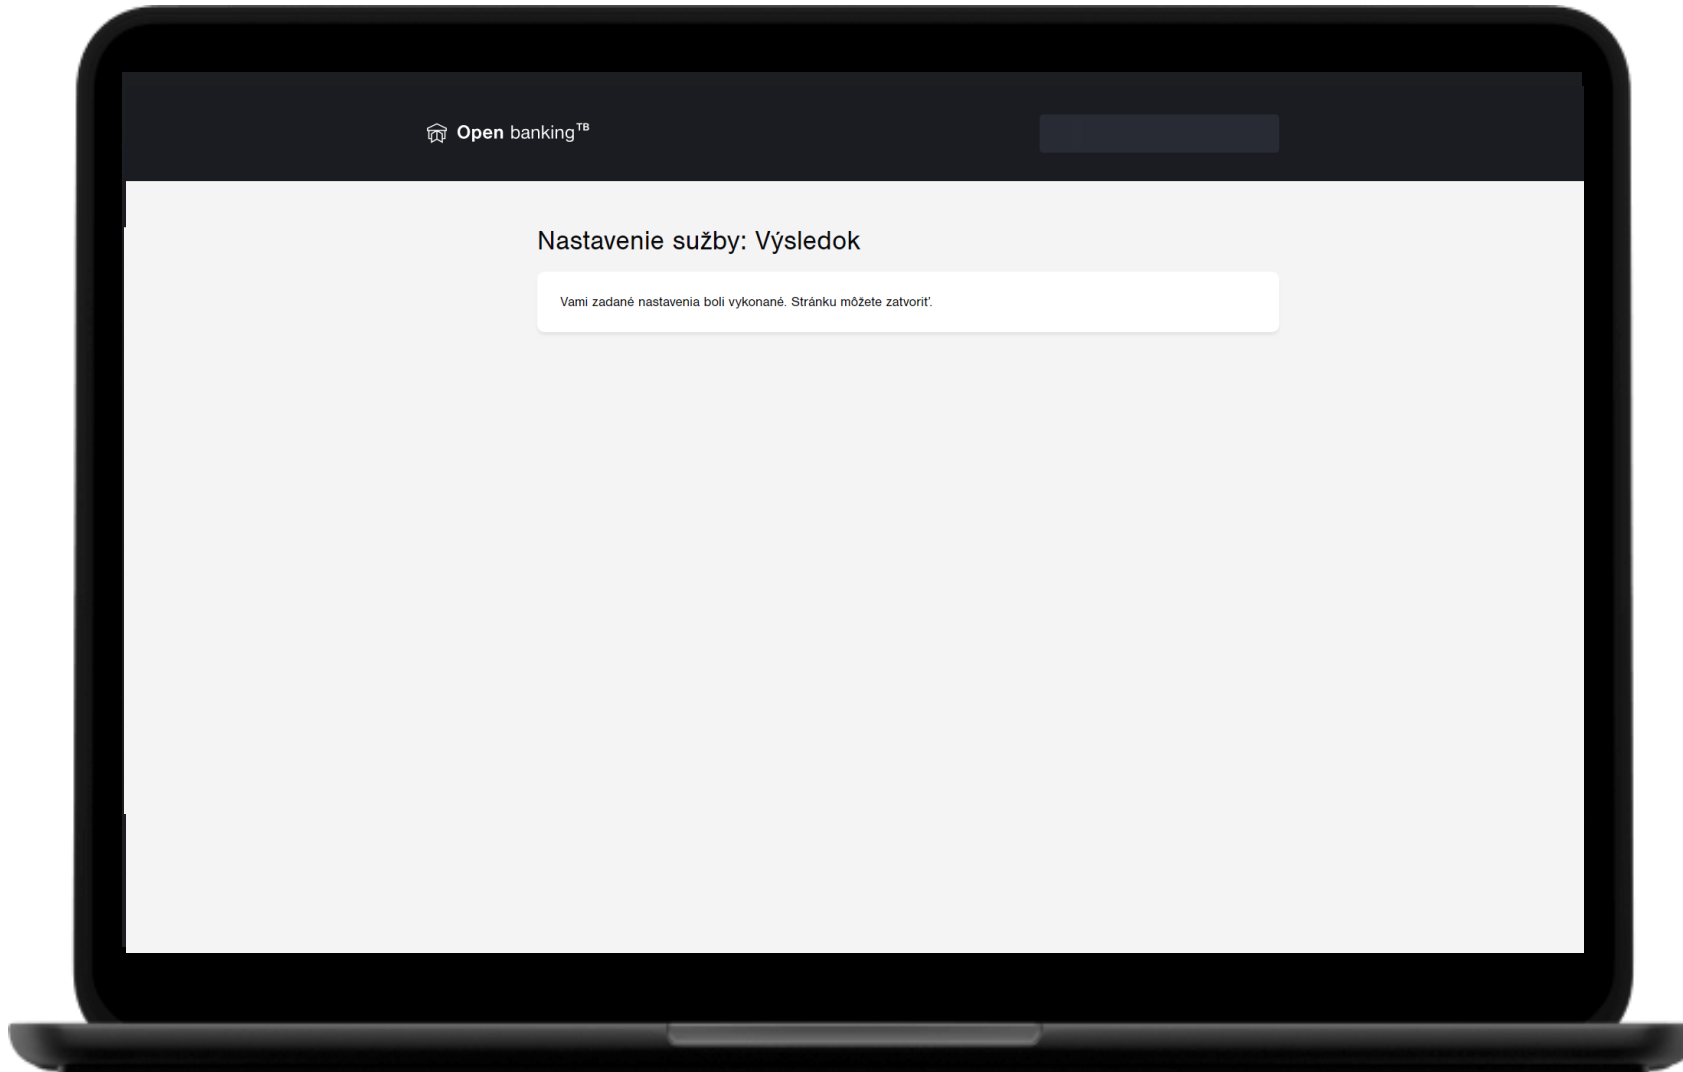 Open banking TB
Nastavenie sužby: Výsledok
Vami zadané nastavenia boli vykonané. Stránku môžete zatvoriť.